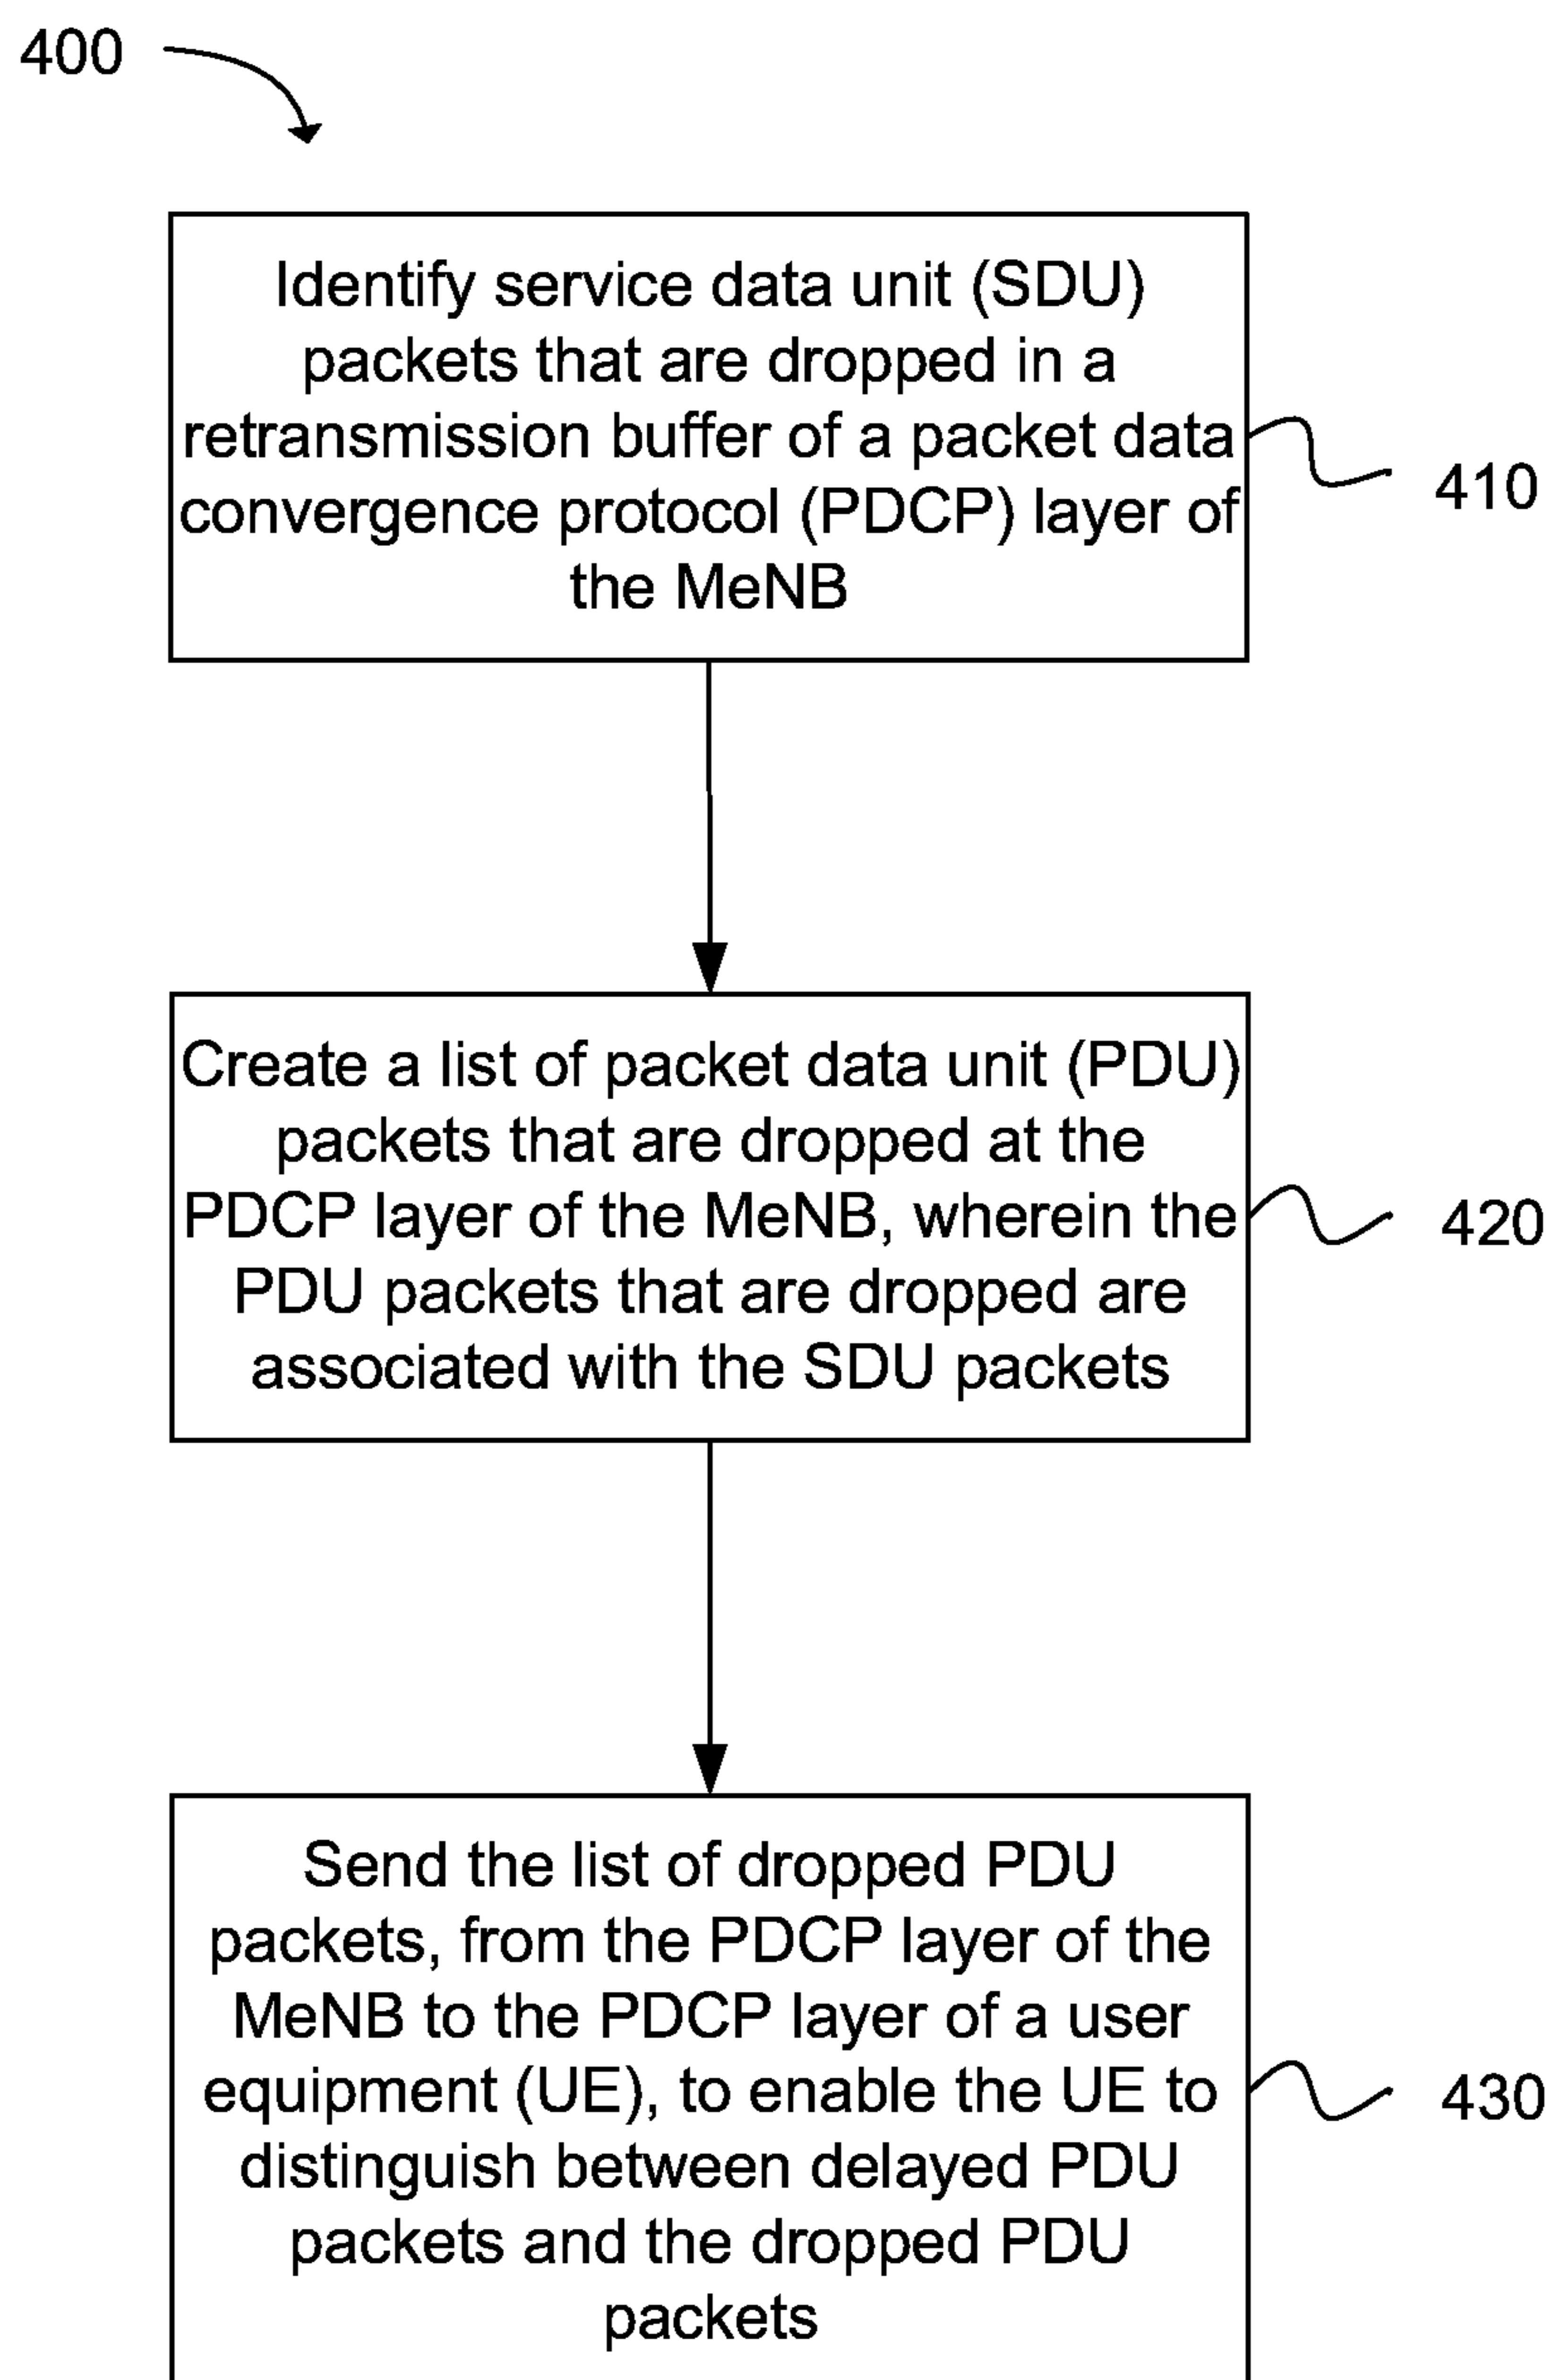 400
Identify service data unit (SDU)
packets that are dropped in a
retransmission buffer of a packet data
convergence protocol (PDCP) layer of
the MeNB
410
Create a list of packet data unit (PDU)
packets that are dropped at the
PDCP layer of the MeNB, wherein the
PDU packets that are dropped are
associated with the SDU packets
420
Send the list of dropped PDU
packets, from the PDCP layer of the
MeNB to the PDCP layer of a user
equipment (UE), to enable the UE to
distinguish between delayed PDU
packets and the dropped PDU
packets
430